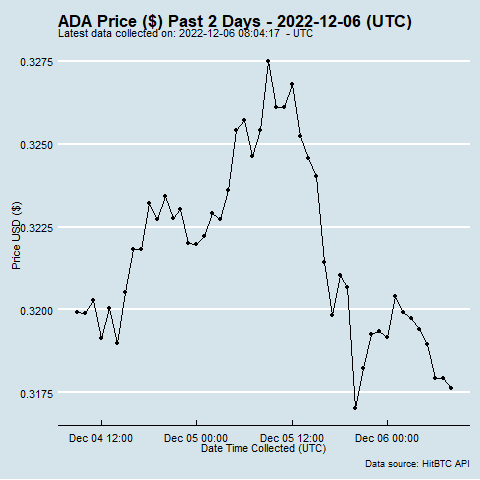 ADA Price ($) Past 2 Days - 2022-12-06 (UTC)
Latest data collected on: 2022-12-06 08:04:17 - UTC
0.3275
0.3250
0.3225
0.3200
0.3175
Price USD ($)
Dec 04 12:00 Dec 05 00:00 Dec 05 12:00 Dec 06 00:00
Date Time Collected (UTC)
Data source: HitBTC API